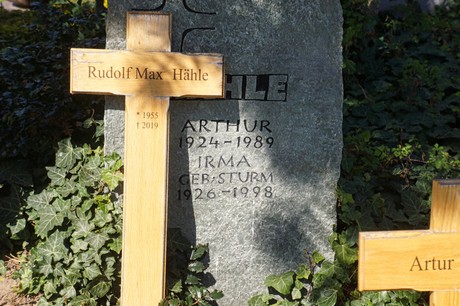 Rudolf Max Hähle
* 1955
† 2019
HLE
ARTHUR
1924–1989
IRMA
GEB·STURM
1926–1998
Artur